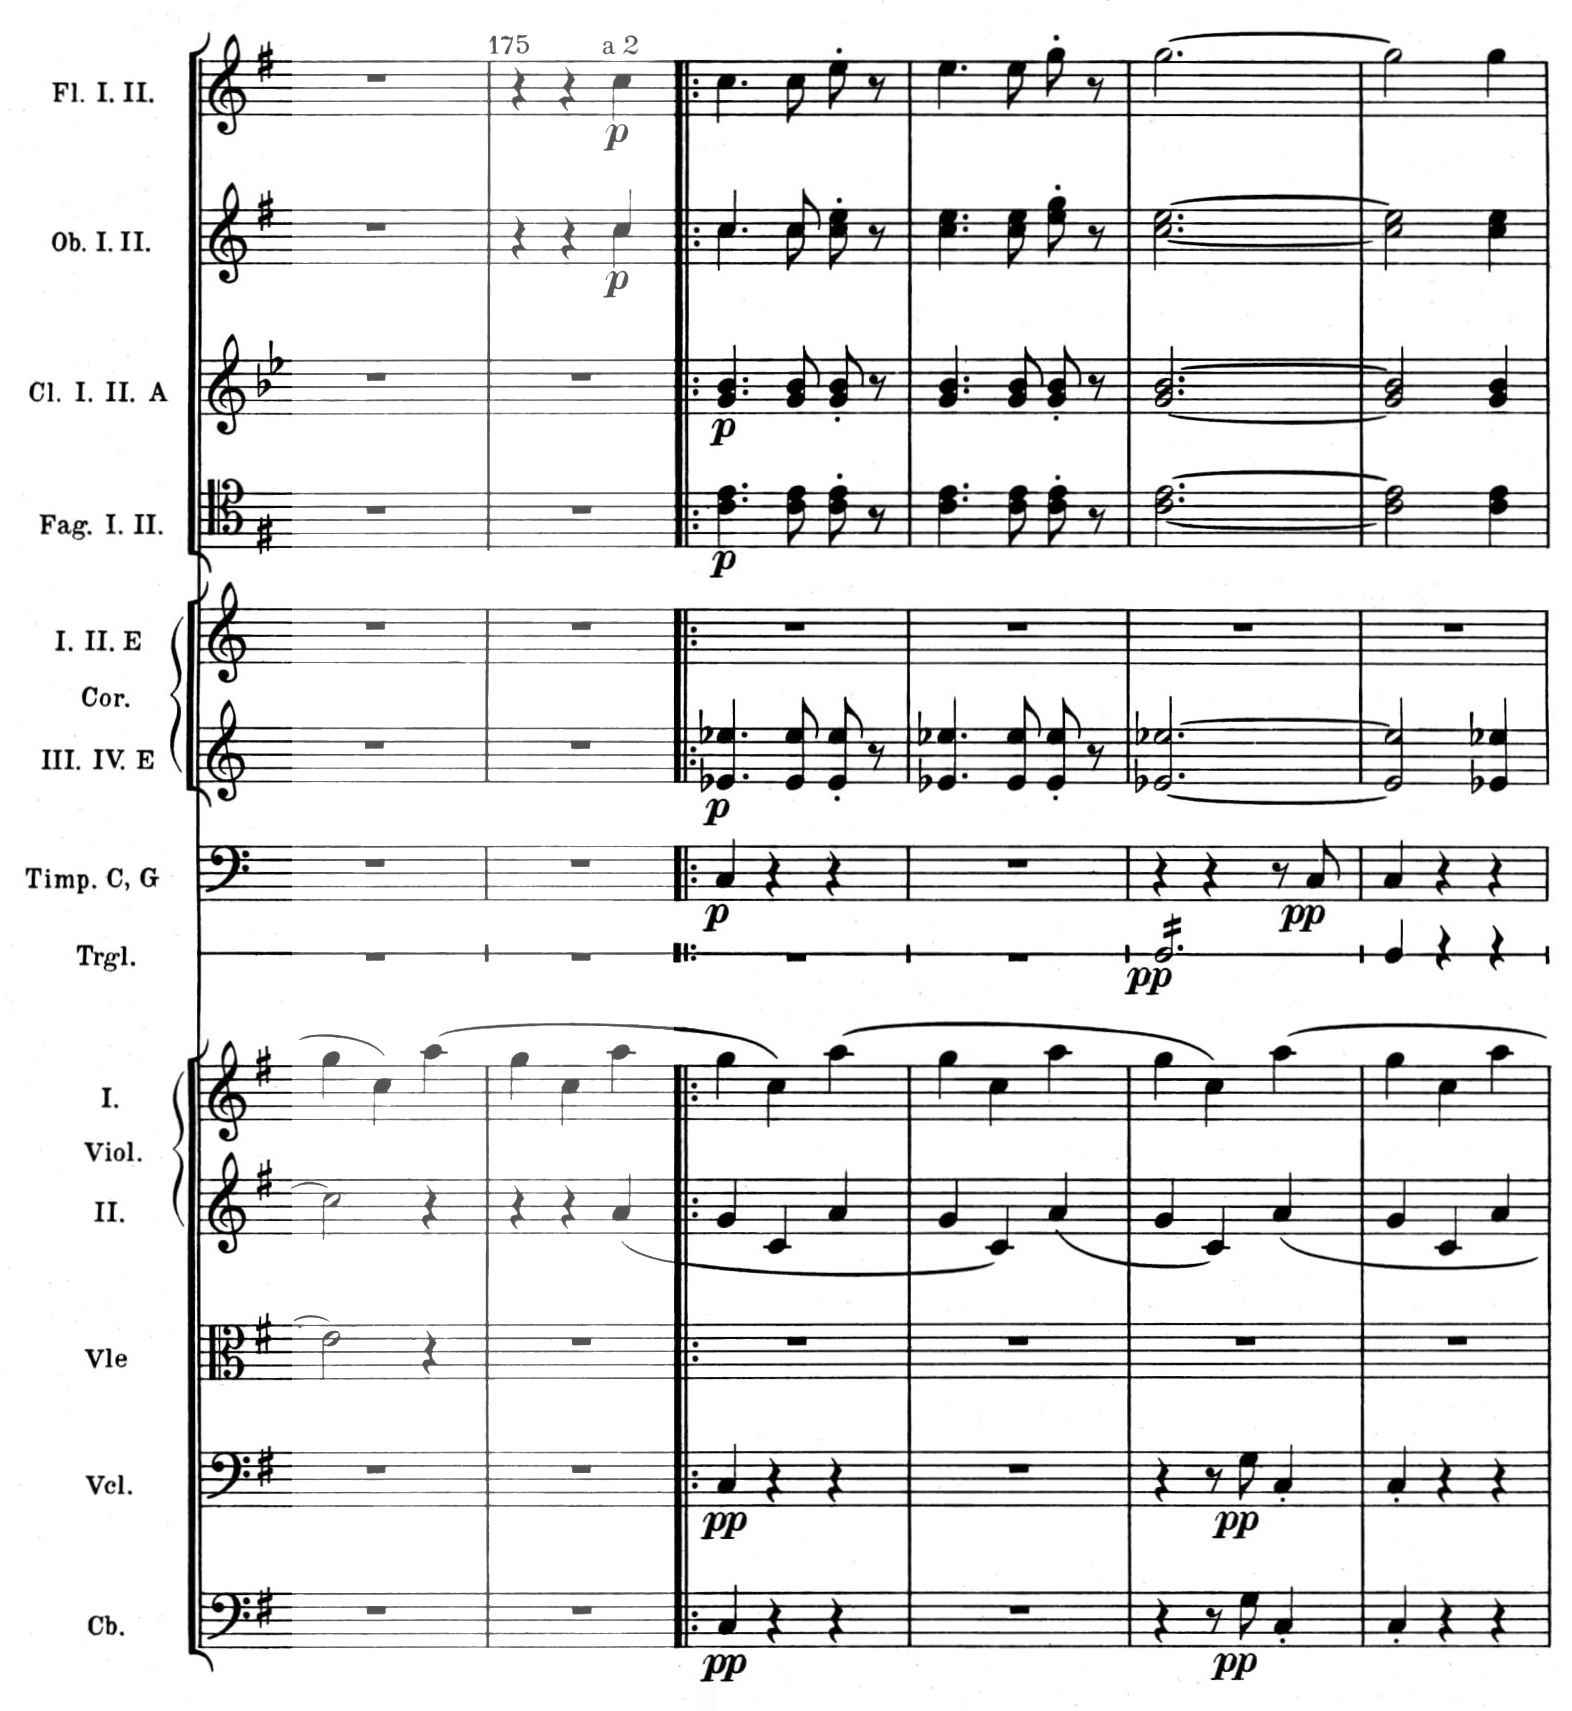 175 a 2
Fl. I. II.
p
Ob. I. II.
p
Cl. I. II. A
p
Fag. I. II.
p
I. II. E
Cor.
III. IV. E
p
Timp. C, G
p pp
Trgl.
pp
I.
Viol.
II.
Vle
Vcl.
pp pp
Cb.
pp pp